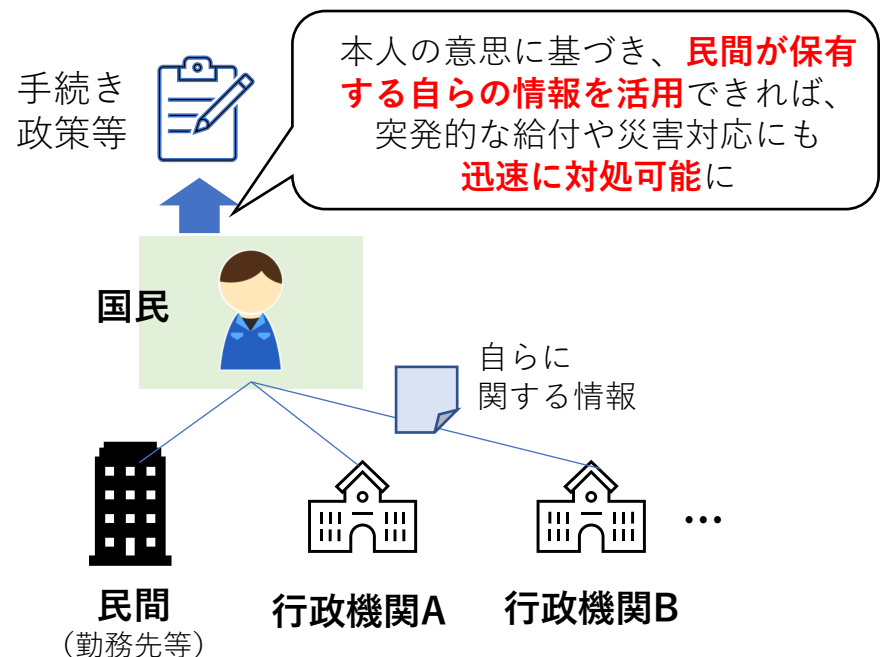 手続き
政策等
本人の意思に基づき、民間が保有
する自らの情報を活用できれば、
突発的な給付や災害対応にも
迅速に対処可能に
国民
自らに
関する情報
…
民間
（勤務先等）
行政機関A
行政機関B